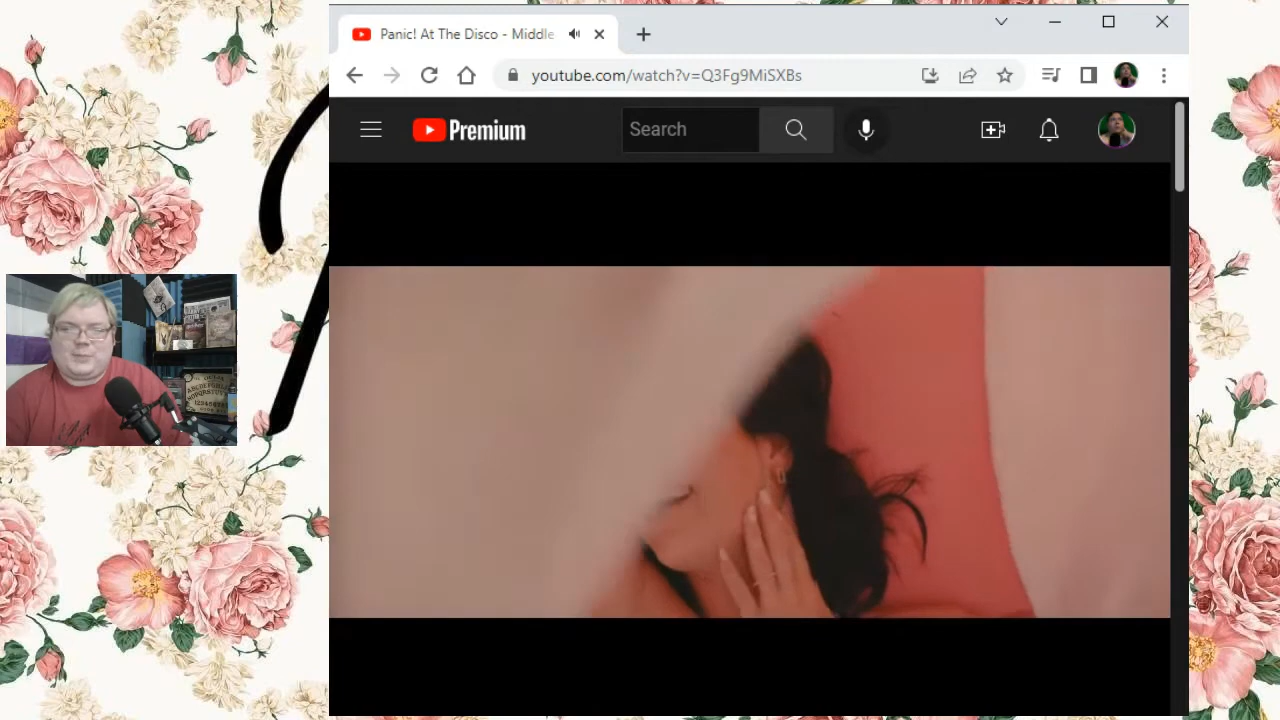 Panic! At The Disco - Middle
youtube.com/watch?v=Q3Fg9MiSXBs
Premium
Search